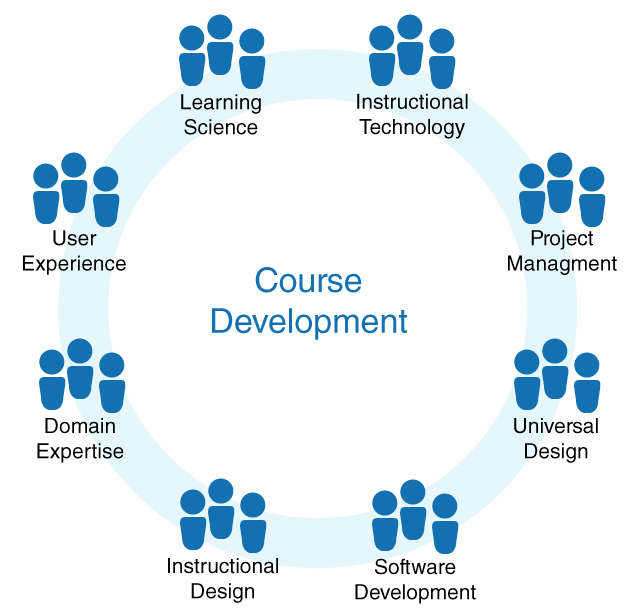 Learning
Science
Instructional
Technology
User
Experience
Project
Managment
Course
Development
Domain
Expertise
Universal
Design
Instructional
Design
Software
Development